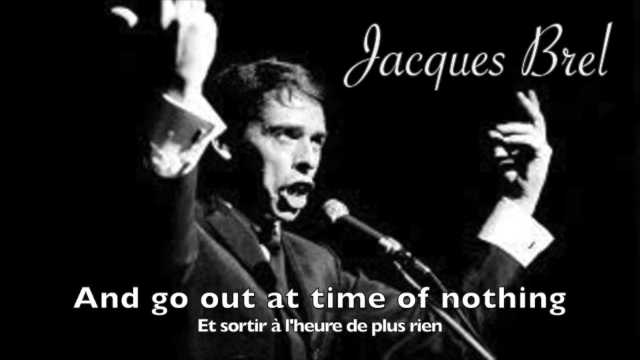 Jacques Brel
And go out at time of nothing
Et sortir à l'heure de plus rien